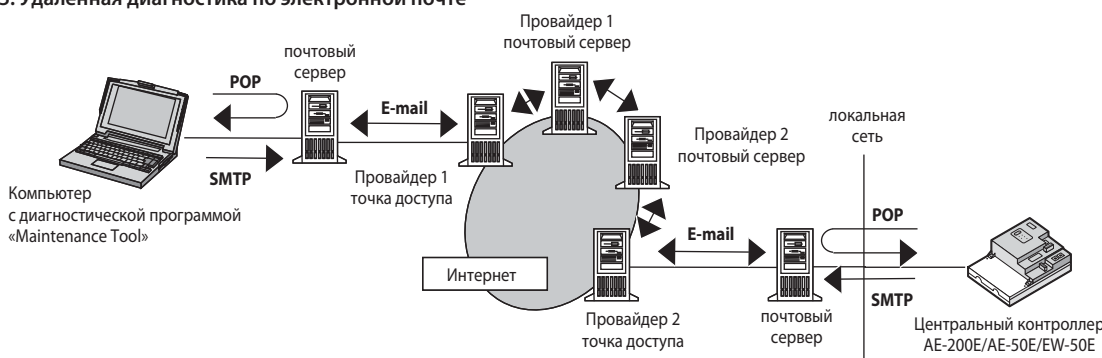 3. Удаленная диагностика по электронной почте
Провайдер 1
почтовый сервер
почтовый
сервер
POP
E-mail
SMTP
Компьютер
с диагностической программой
«Maintenance Tool»
Провайдер 1
точка доступа
Провайдер 2
почтовый сервер
локальная
сеть
Интернет
E-mail
POP
SMTP
Провайдер 2
точка доступа
почтовый
сервер
Центральный контроллер
AE-200E/AE-50E/EW-50E